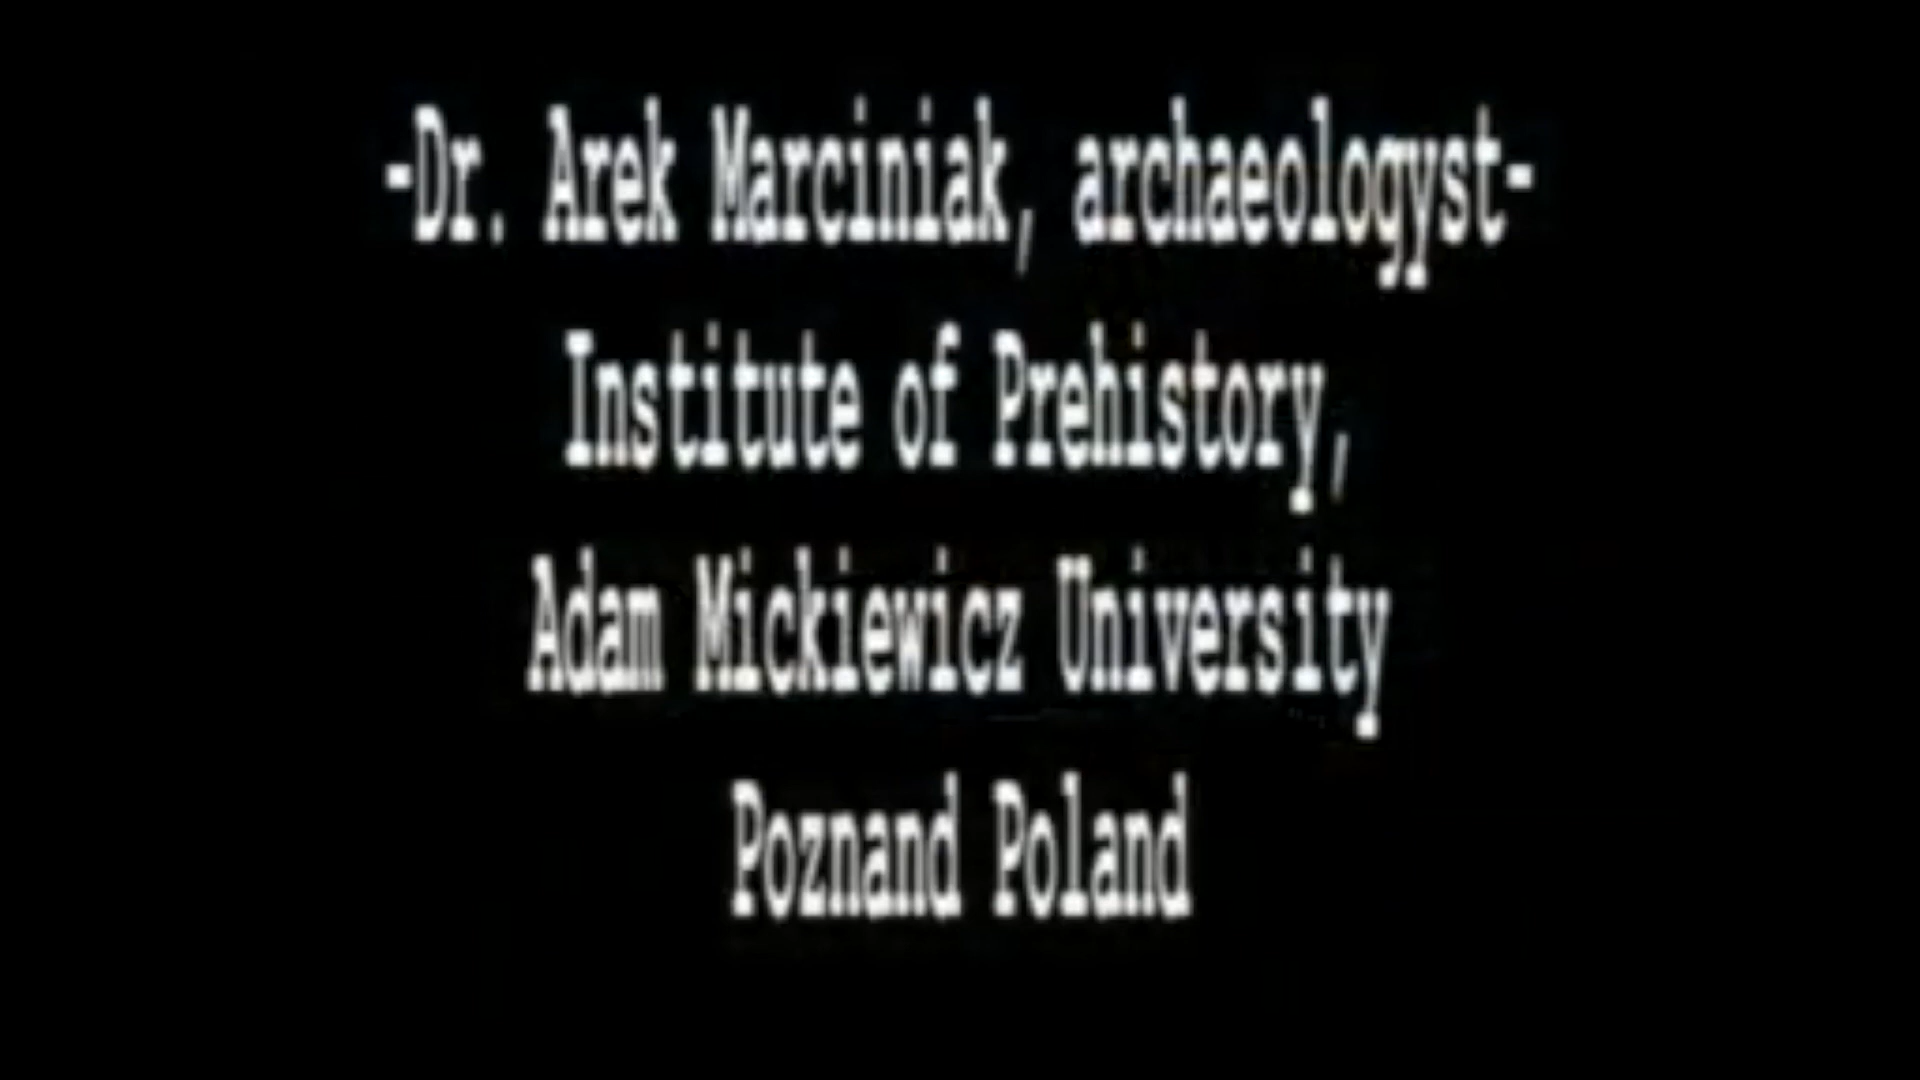 -Dr. Arek Marciniak, archaeologyst-
Institute of Prehistory,
Adam Mickiewicz University
Poznand Poland